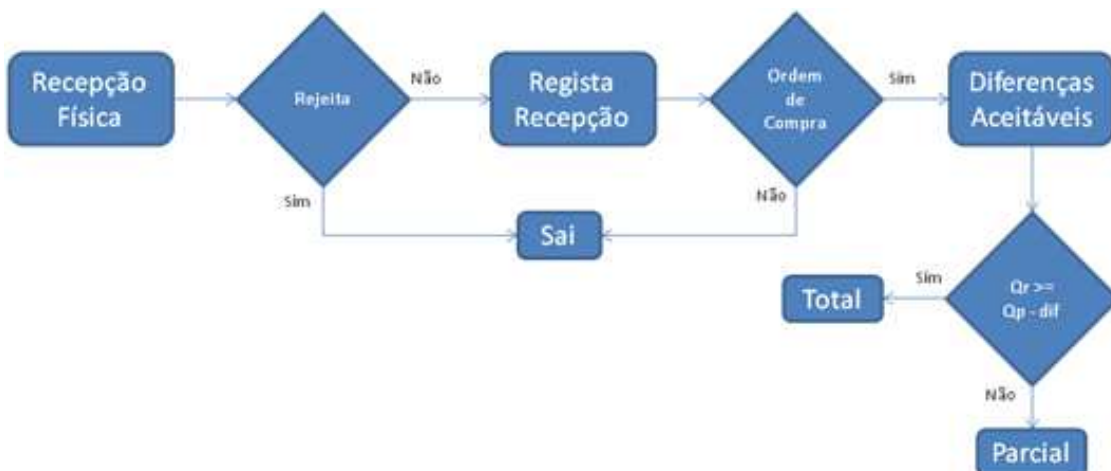 Recepção
Física
Rejeita
Não
Regista
Recepção
Ordem
de
Compra
Sim
Diferenças
Aceitáveis
Sim
Sai
Não
Total
Sim
Qr >=
Qp - dif
Não
Parcial